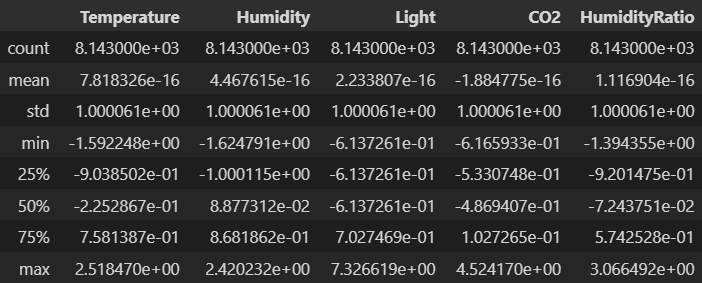 Temperature Humidity Light CO2 HumidityRatio
count 8.143000e+03 8.143000e+03 8.143000e+03 8.143000e+03 8.143000e+03
mean 7.818326e-16 4.467615e-16 2.233807e-16 -1.884775e-16 1.116904e-16
std 1.000061e+00 1.000061e+00 1.000061e+00 1.000061e+00 1.000061e+00
min -1.592248e+00 -1.624791e+00 -6.137261e-01 -6.165933e-01 -1.394355e+00
25% -9.038502e-01 -1.000115e+00 -6.137261e-01 -5.330748e-01 -9.201475e-01
50% -2.252867e-01 8.877312e-02 -6.137261e-01 -4.869407e-01 -7.243751e-02
75% 7.581387e-01 8.681862e-01 7.027469e-01 1.027265e-01 5.742528e-01
max 2.518470e+00 2.420232e+00 7.326619e+00 4.524170e+00 3.066492e+00